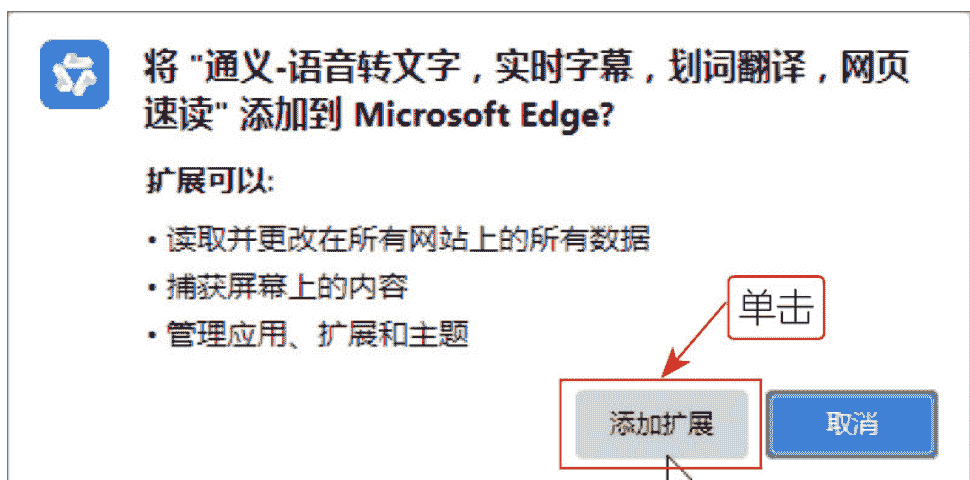 将 "通义-语音转文字，实时字幕，划词翻译，网页
速读" 添加到 Microsoft Edge?
扩展可以:
• 读取并更改在所有网站上的所有数据
• 捕获屏幕上的内容
• 管理应用、扩展和主题
单击
添加扩展
取消